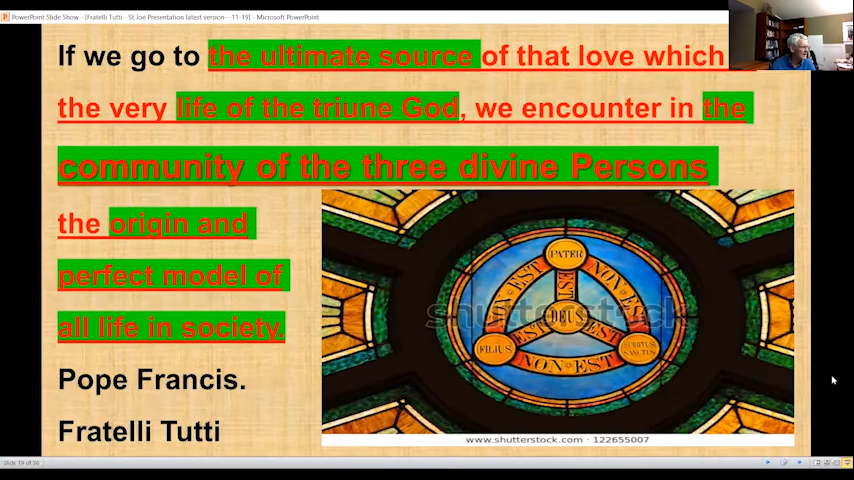 PowerPoint Slide Show - [Fratelli Tutti - St Joe Presentation latest version- -11-19] - Microsoft PowerPoint
If we go to the ultimate source of that love which
the very life of the triune God, we encounter in the
community of the three divine Persons
the origin and
perfect model of
all life in society.
Pope Francis.
Fratelli Tutti
PATER
NON EST
NON EST
EST
DEUS
EST
EST
FILIUS
SPIRITUS
SANCTUS
NON EST
shutterstock
www.shutterstock.com · 122655007
Slide 19 of 36